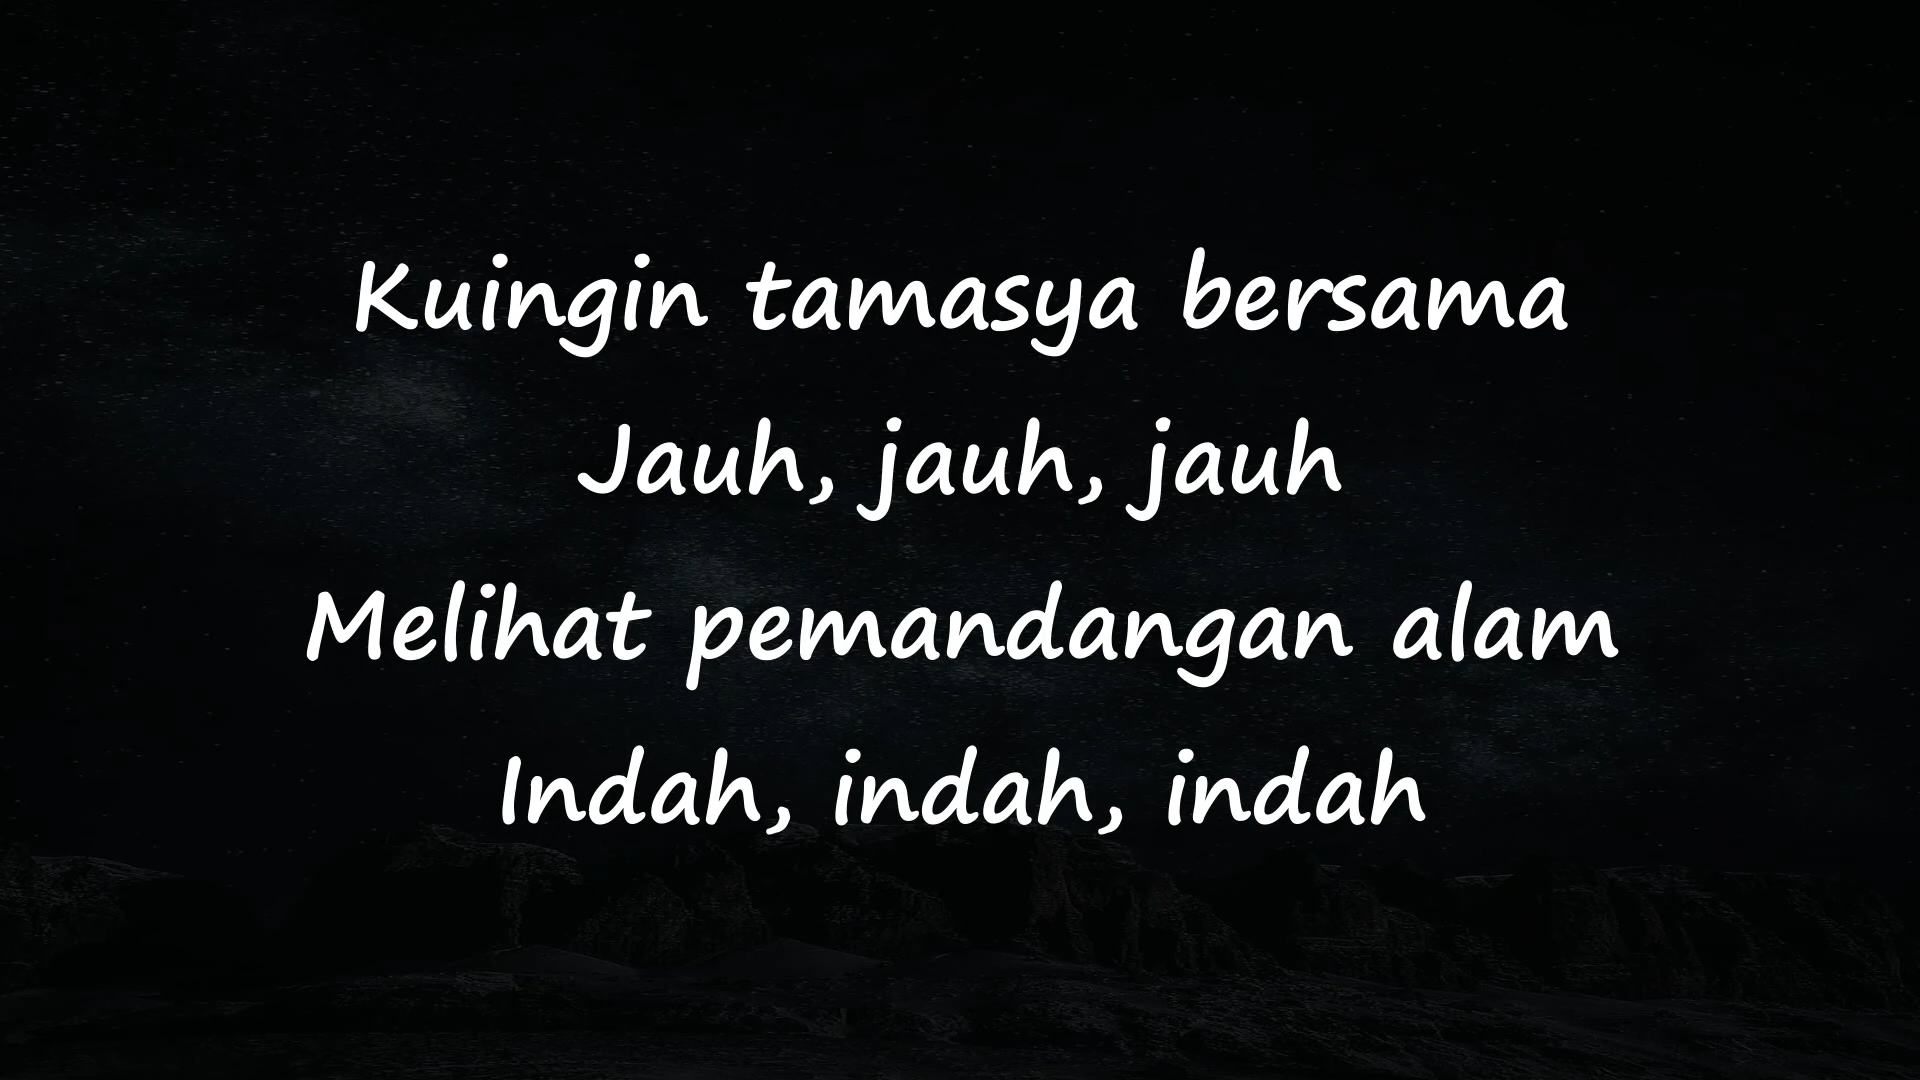 Kuingin tamasya bersama
Jauh, jauh, jauh
Melihat pemandangan alam
Indah, indah, indah